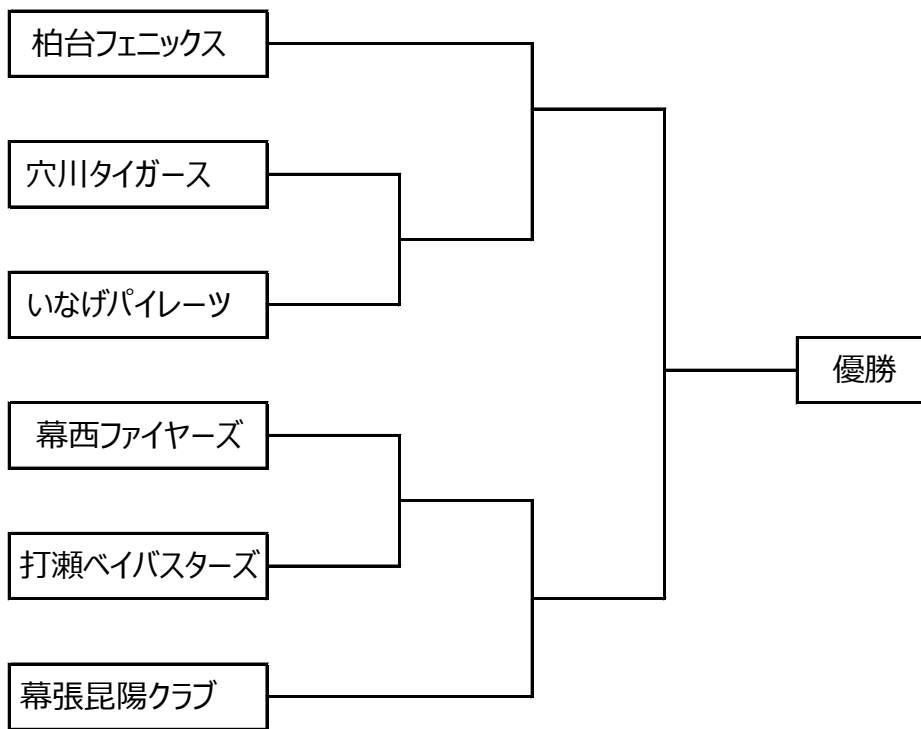 柏台フェニックス
穴川タイガース
いなげパイレーツ
優勝
幕西ファイヤーズ
打瀬ベイバスターズ
幕張昆陽クラブ